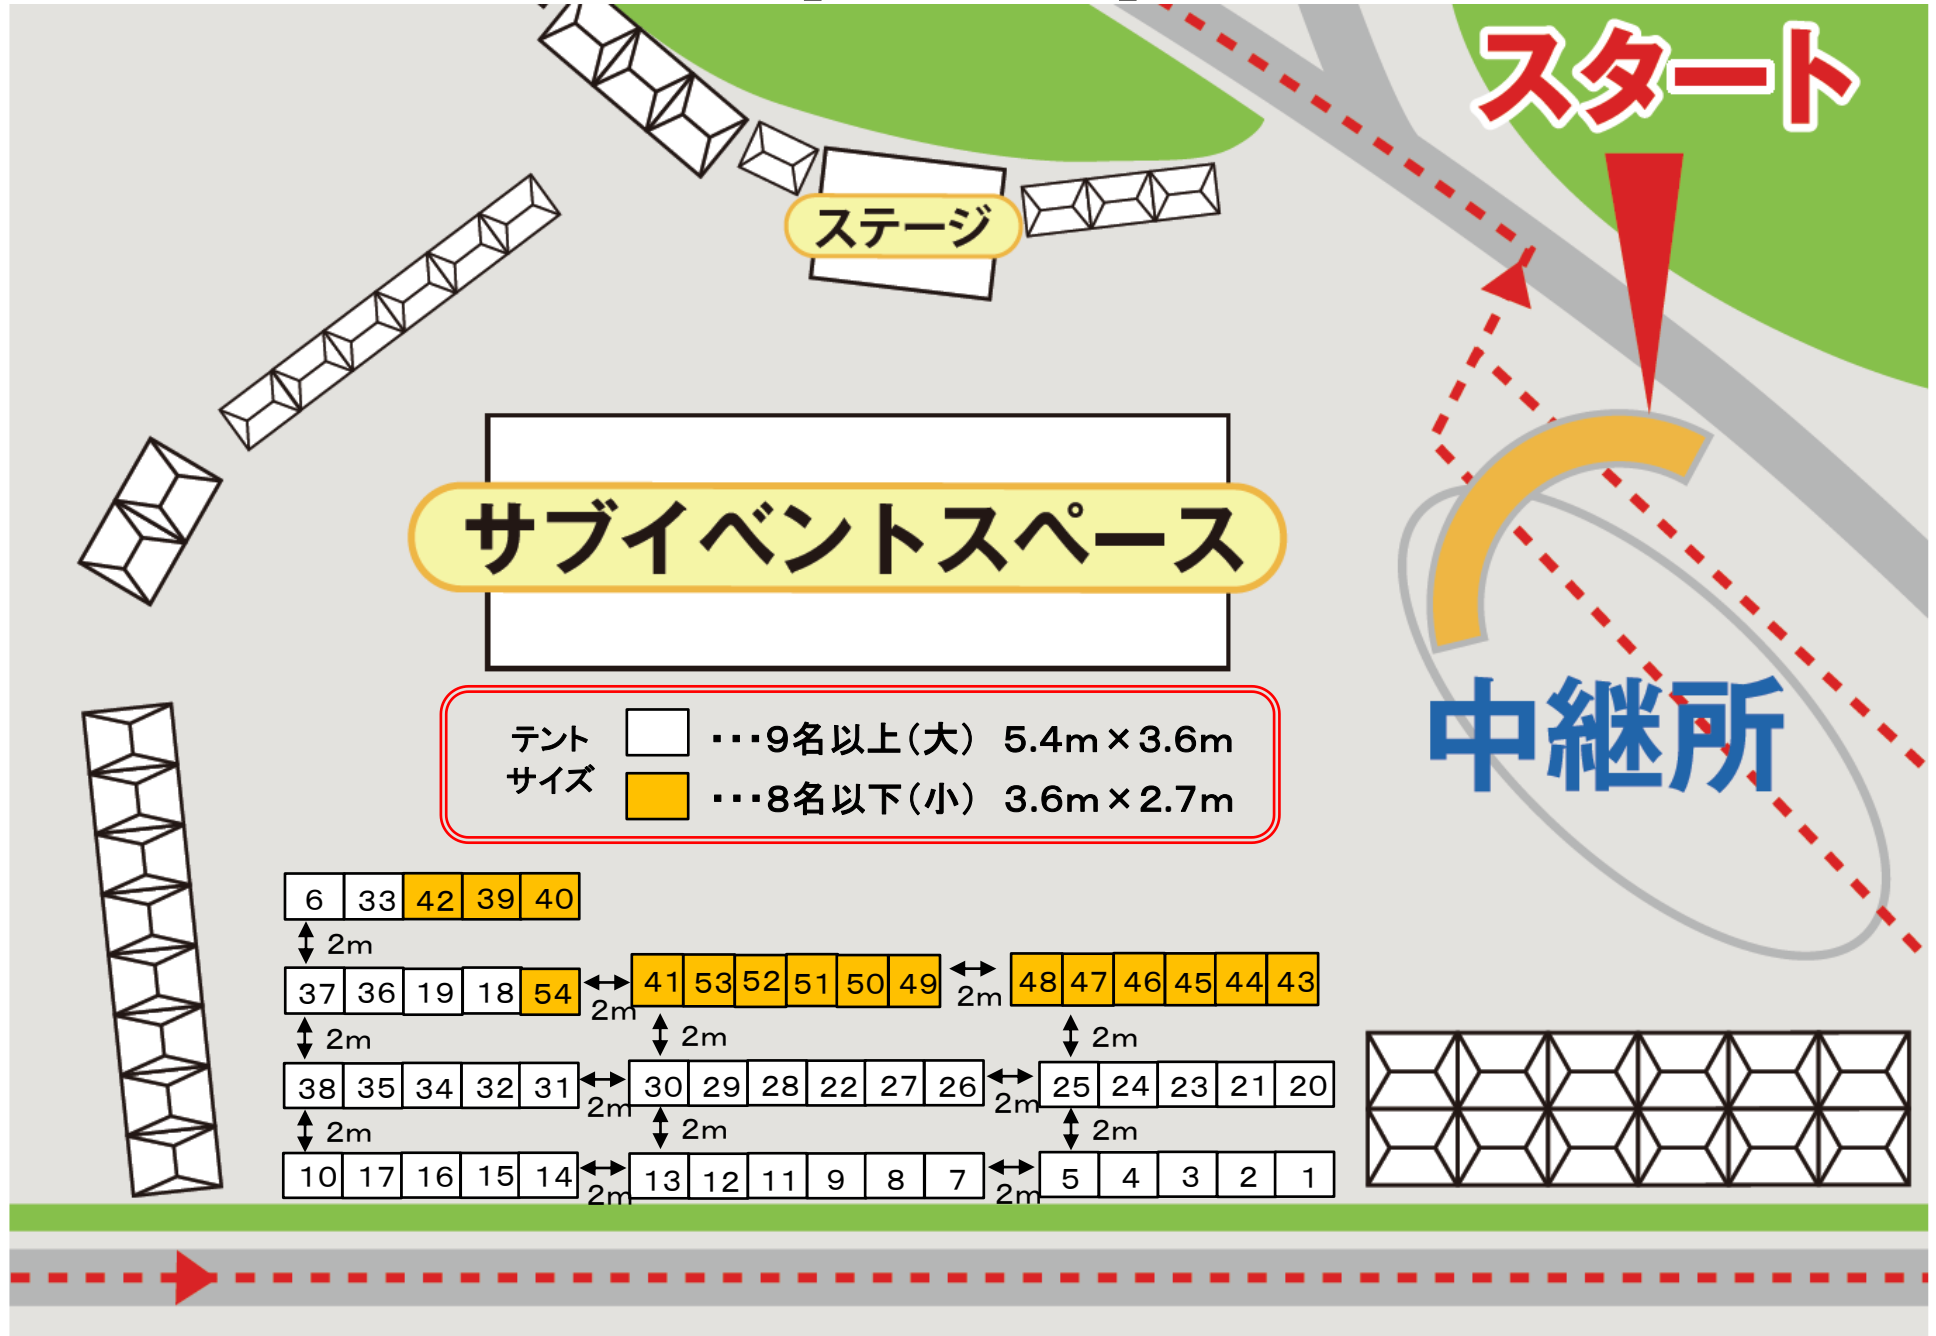 スタート
ステージ
サブイベントスペース
中継所
テント
サイズ
・・・9名以上(大) 5.4m×3.6m
・・・8名以下(小) 3.6m×2.7m
6 33 42 39 40
2m
37 36 19 18 54 2m 41 53 52 51 50 49 2m 48 47 46 45 44 43
2m 2m 2m
38 35 34 32 31 2m 30 29 28 22 27 26 2m 25 24 23 21 20
2m 2m 2m
10 17 16 15 14 2m 13 12 11 9 8 7 2m 5 4 3 2 1